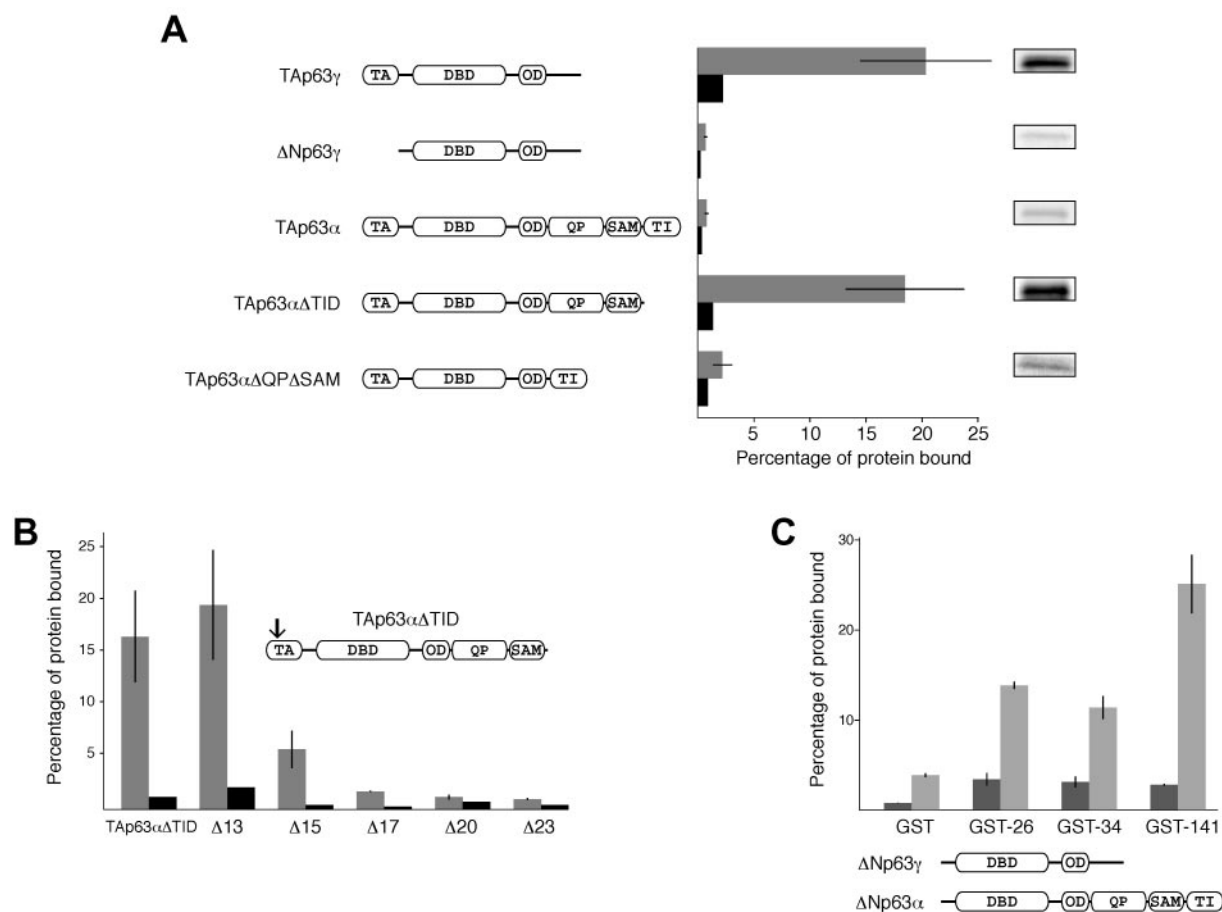 A
TAp63γ TA DBD OD
ΔNp63γ DBD OD
TAp63α TA DBD OD QP SAM TI
TAp63αΔTID TA DBD OD QP SAM
TAp63αΔQPΔSAM TA DBD OD TI
5 10 15 20 25
Percentage of protein bound
B
Percentage of protein bound
25
20
15
10
5
TAp63αΔTID
TA DBD OD QP SAM
TAp63αΔTID Δ13 Δ15 Δ17 Δ20 Δ23
C
Percentage of protein bound
30
20
10
GST GST-26 GST-34 GST-141
ΔNp63γ DBD OD
ΔNp63α DBD OD QP SAM TI